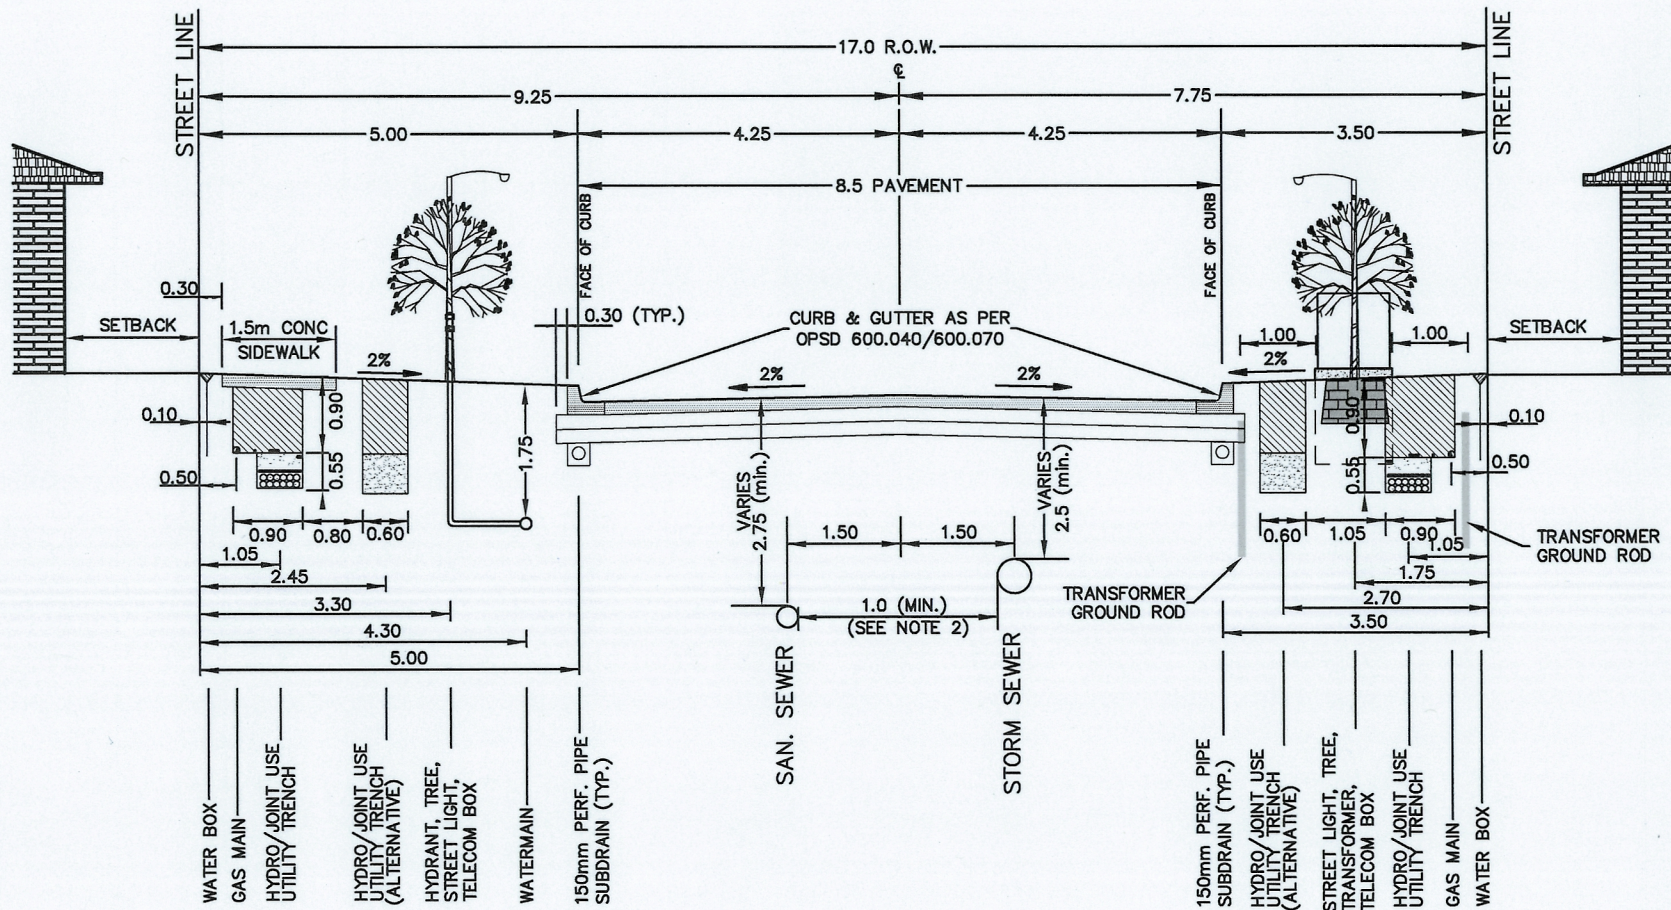 STREET LINE
17.0 R.O.W.
STREET LINE
℄
9.25
7.75
5.00
4.25
4.25
3.50
8.5 PAVEMENT
FACE OF CURB
FACE OF CURB
0.30
SETBACK
1.5m CONC
SIDEWALK
0.30 (TYP.)
CURB & GUTTER AS PER
OPSD 600.040/600.070
1.00
1.00
SETBACK
2%
2%
2%
2%
0.10
0.90
0.90
0.10
0.50
0.55
1.75
VARIES
2.75 (min.)
VARIES
2.5 (min.)
0.55
0.50
0.90
0.80
0.60
1.50
1.50
0.60
1.05
0.90
TRANSFORMER
GROUND ROD
1.05
1.05
2.45
1.75
TRANSFORMER
GROUND ROD
3.30
1.0 (MIN.)
(SEE NOTE 2)
2.70
4.30
3.50
5.00
WATER BOX
GAS MAIN
HYDRO/JOINT USE
UTILITY TRENCH
HYDRO/JOINT USE
UTILITY TRENCH
(ALTERNATIVE)
HYDRANT, TREE,
STREET LIGHT,
TELECOM BOX
WATERMAIN
150mm PERF. PIPE
SUBDRAIN (TYP.)
SAN. SEWER
STORM SEWER
150mm PERF. PIPE
SUBDRAIN (TYP.)
HYDRO/JOINT USE
UTILITY TRENCH
(ALTERNATIVE)
STREET LIGHT, TREE,
TRANSFORMER,
TELECOM BOX
HYDRO/JOINT USE
UTILITY TRENCH
GAS MAIN
WATER BOX